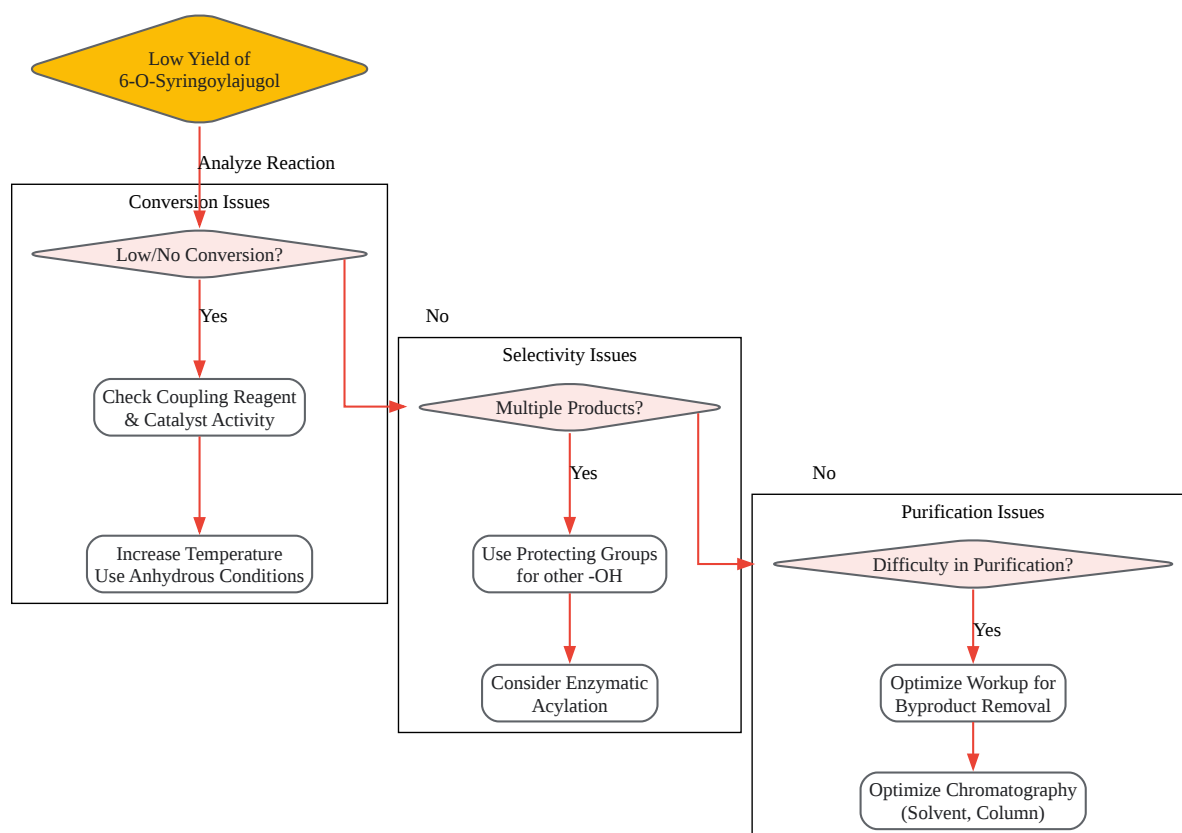 Low Yield of
6-O-Syringoylajugol
Analyze Reaction
Conversion Issues
Low/No Conversion?
Yes
No
Check Coupling Reagent
& Catalyst Activity
Increase Temperature
Use Anhydrous Conditions
Selectivity Issues
Multiple Products?
Yes
No
Use Protecting Groups
for other -OH
Consider Enzymatic
Acylation
Purification Issues
Difficulty in Purification?
Yes
Optimize Workup for
Byproduct Removal
Optimize Chromatography
(Solvent, Column)